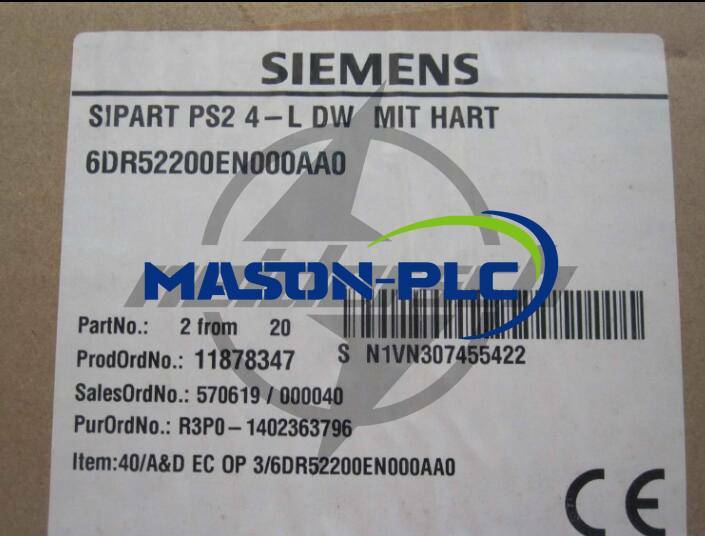 SIEMENS
SIPART PS2 4-L DW MIT HART
6DR52200EN000AA0
MASON-PLC
PartNo.: 2 from 20
ProdOrdNo.: 11878347
S N1VN307455422
SalesOrdNo.: 570619 / 000040
PurOrdNo.: R3P0-1402363796
Item:40/A&D EC OP 3/6DR52200EN000AA0
CE